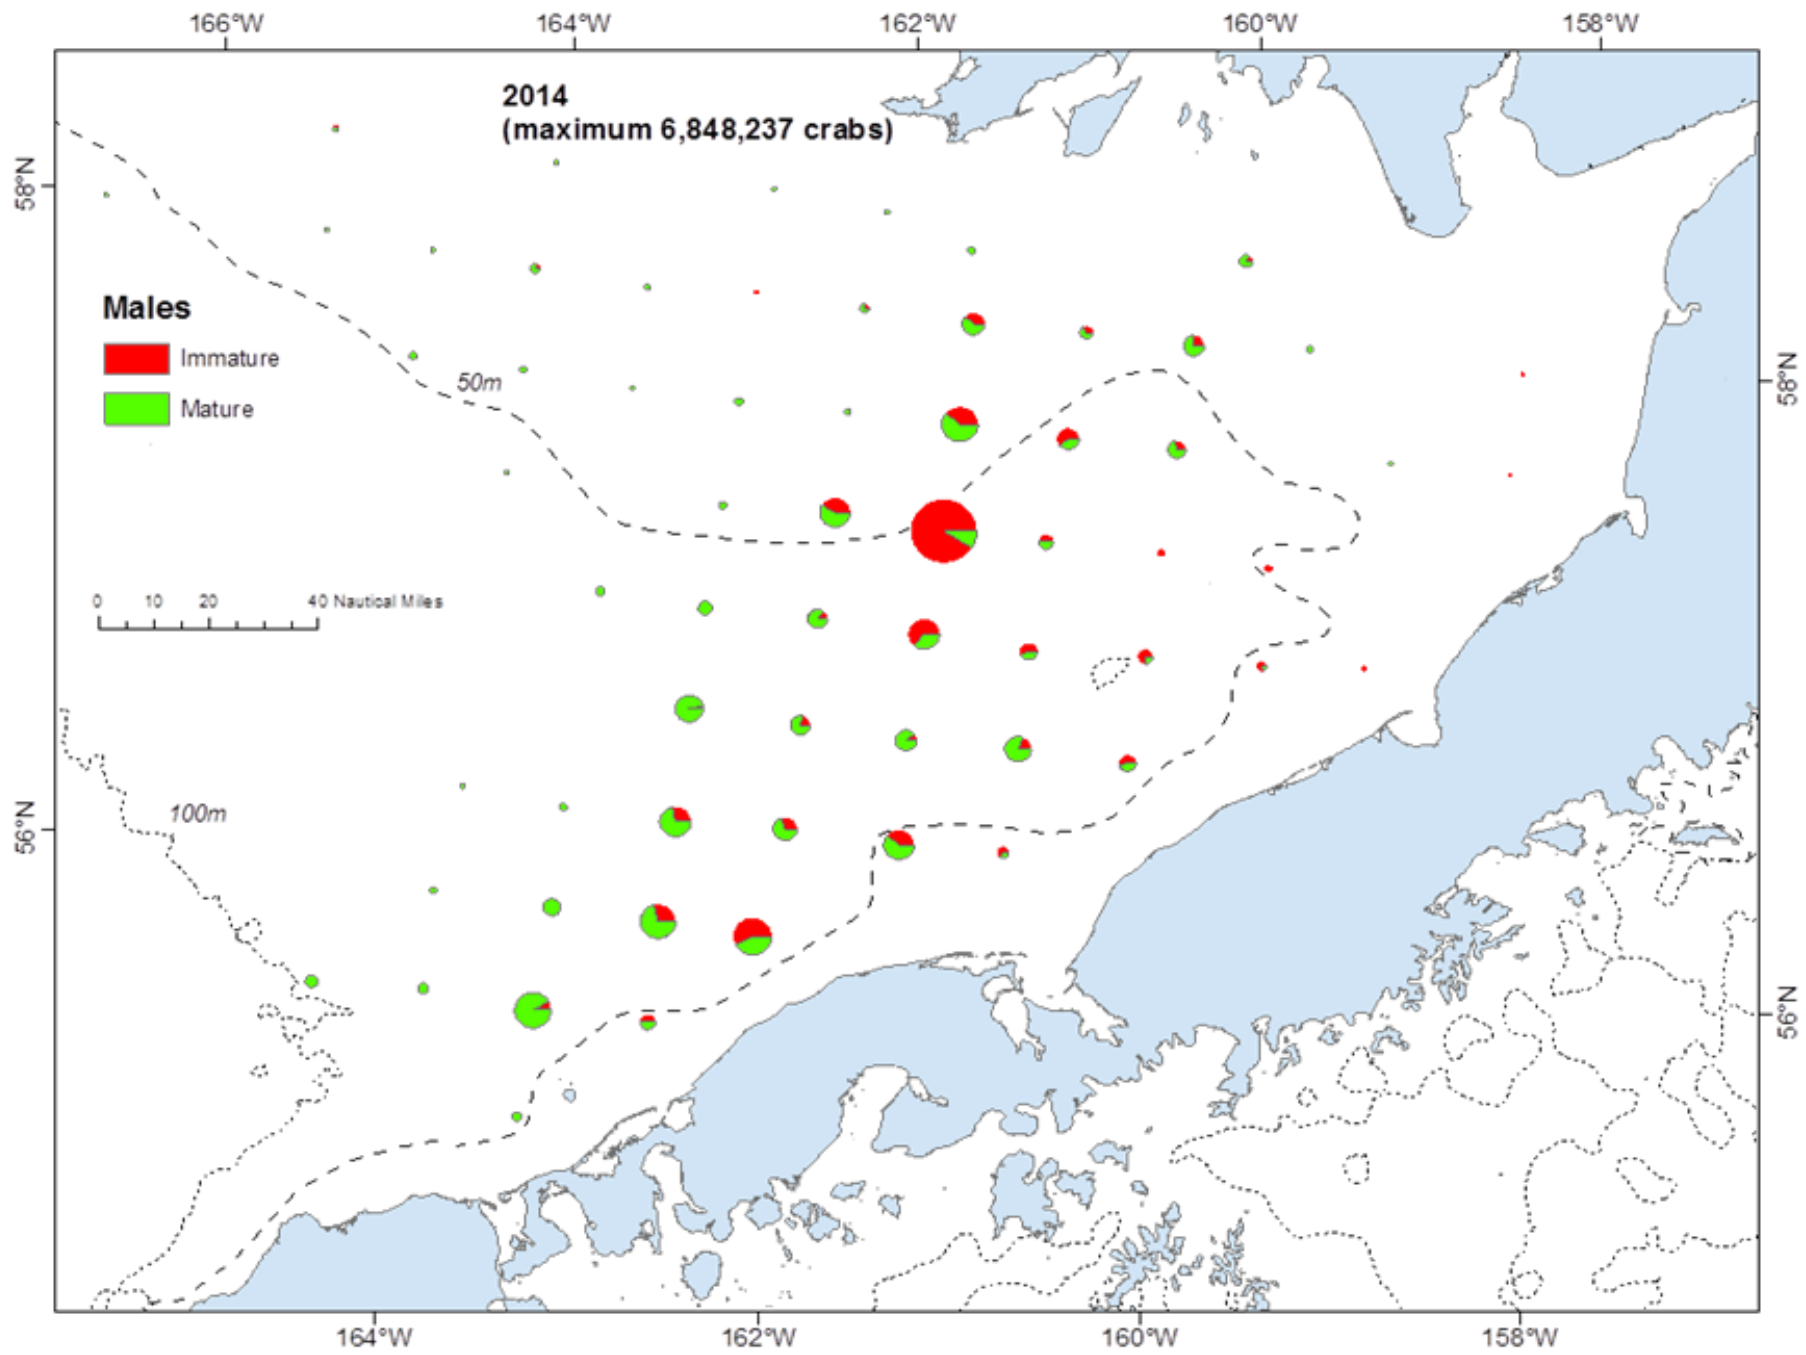 166°W 164°W 162°W 160°W 158°W
2014
(maximum 6,848,237 crabs)
58°N
Males
Immature
Mature
50m
58°N
0 10 20 40 Nautical Miles
100m
56°N
56°N
164°W 162°W 160°W 158°W